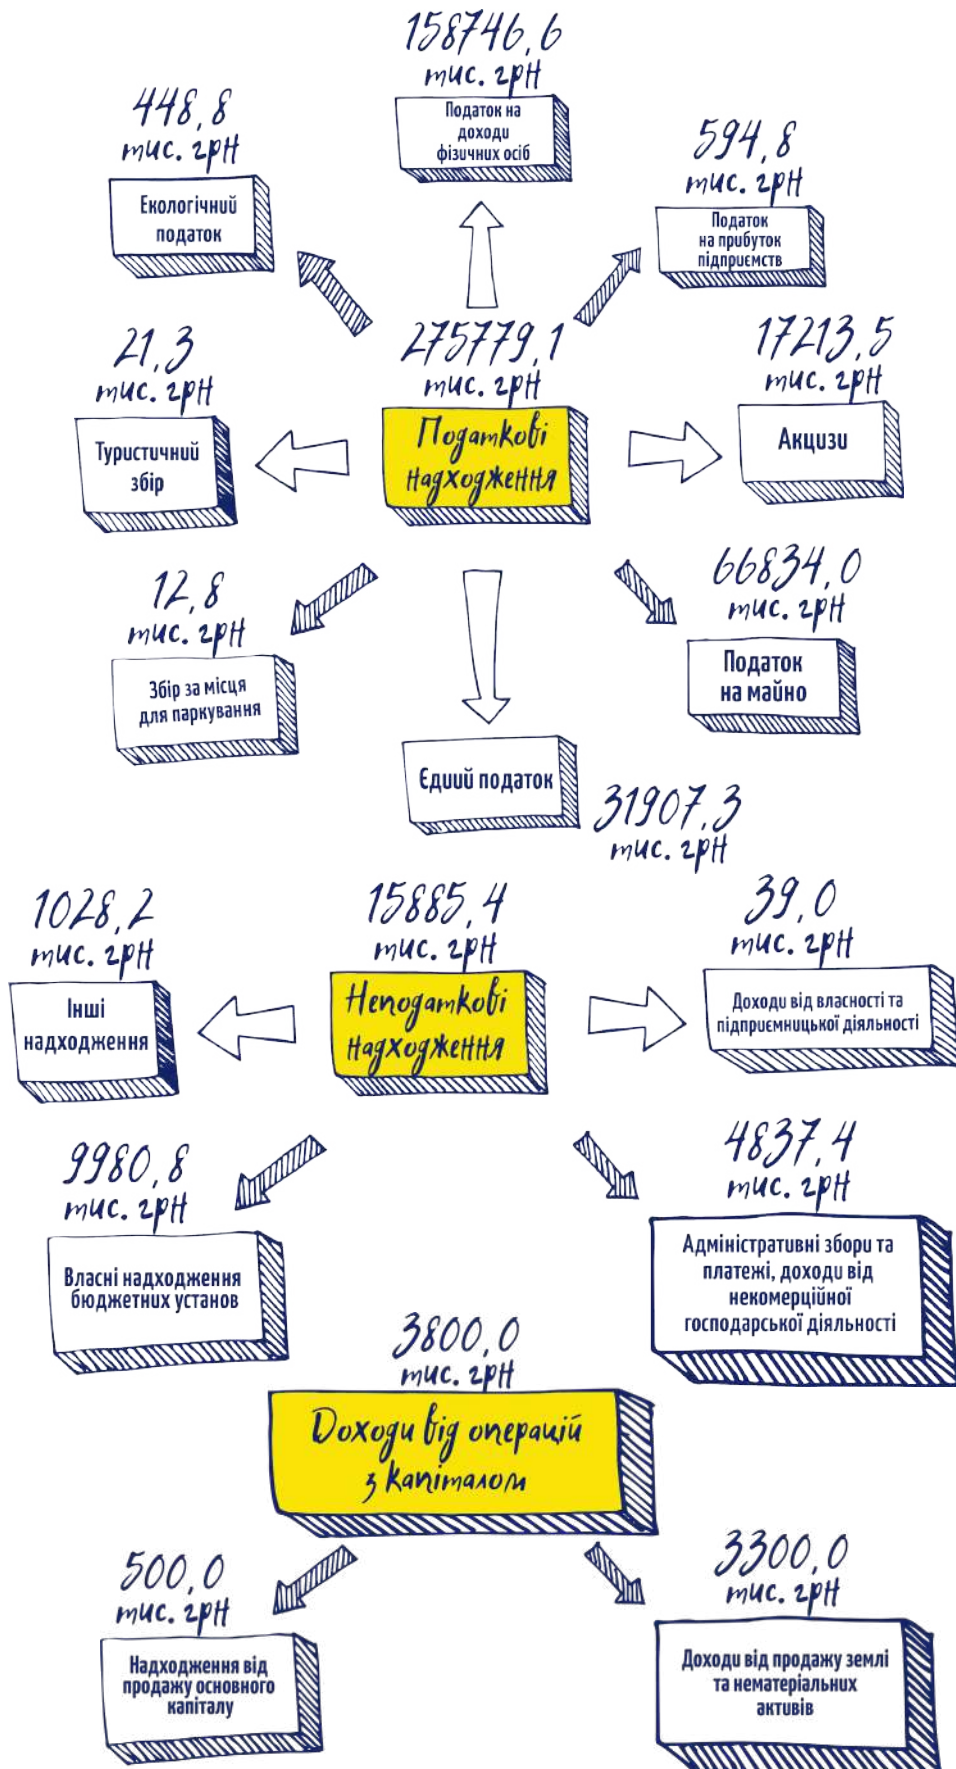 158746,6
тис. грн
Податок на
доходи
фізичних осіб
448,8
тис. грн
Екологічний
податок
594,8
тис. грн
Податок
на прибуток
підприємств
275779,1
тис. грн
Податкові
надходження
21,3
тис. грн
Туристичний
збір
17213,5
тис. грн
Акцизи
12,8
тис. грн
Збір за місця
для паркування
66834,0
тис. грн
Податок
на майно
Єдиий податок
31907,3
тис. грн
1028,2
тис. грн
Інші
надходження
15885,4
тис. грн
Неподаткові
надходження
39,0
тис. грн
Доходи від власності та
підприємницької діяльності
9980,8
тис. грн
Власні надходження
бюджетних установ
4837,4
тис. грн
Адміністративні збори та
платежі, доходи від
некомерційної
господарської діяльності
3800,0
тис. грн
Доходи від операцій
з капіталом
500,0
тис. грн
Надходження від
продажу основного
капіталу
3300,0
тис. грн
Доходи від продажу землі
та нематеріальних
активів